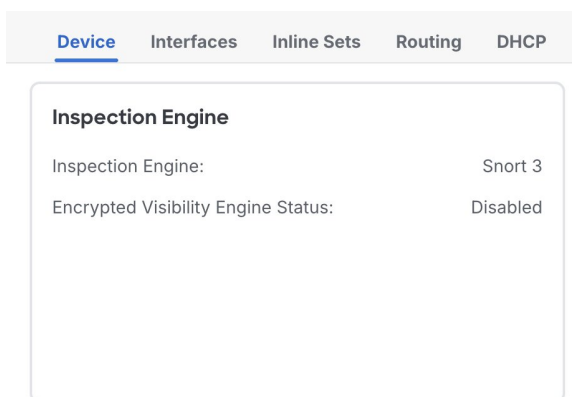 Device Interfaces Inline Sets Routing DHCP
Inspection Engine
Inspection Engine: Snort 3
Encrypted Visibility Engine Status: Disabled